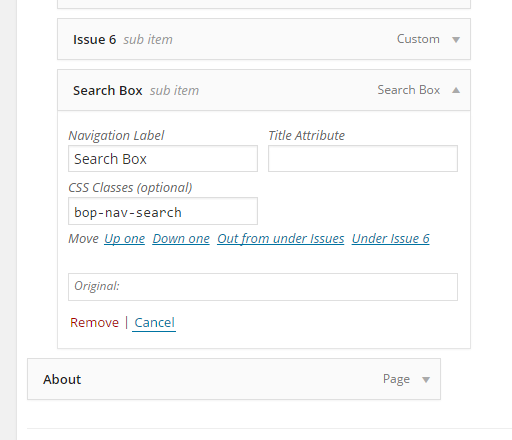 Issue 6 sub item Custom
Search Box sub item Search Box
Navigation Label Title Attribute
Search Box
CSS Classes (optional)
bop-nav-search
Move Up one Down one Out from under Issues Under Issue 6
Original:
Remove | Cancel
About Page